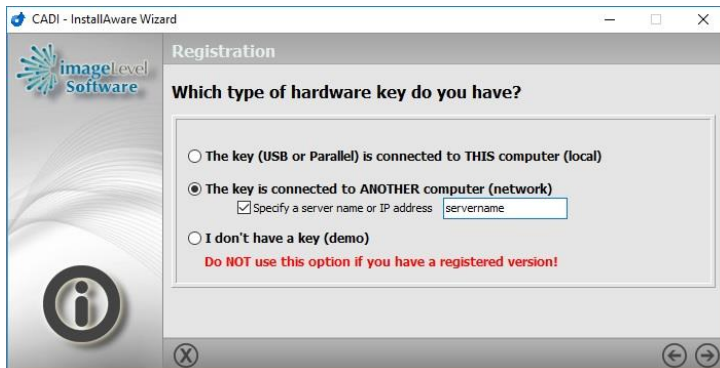 CADI - InstallAware Wizard
imageLevel
Software
Registration
Which type of hardware key do you have?
The key (USB or Parallel) is connected to THIS computer (local)
The key is connected to ANOTHER computer (network)
Specify a server name or IP address servername
I don't have a key (demo)
Do NOT use this option if you have a registered version!